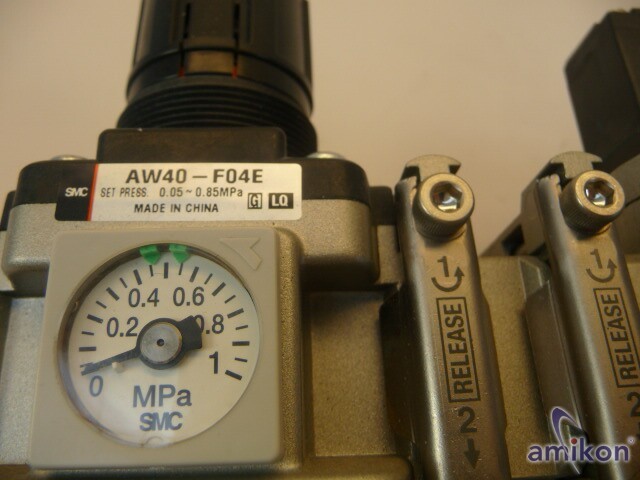 SMC
AW40-F04E
SET PRESS. 0.05~0.85MPa
MADE IN CHINA
G LQ
0.4 0.6
0.2 0.8
0 1
MPa
SMC
1
RELEASE
2
1
RELEASE
2
amikon